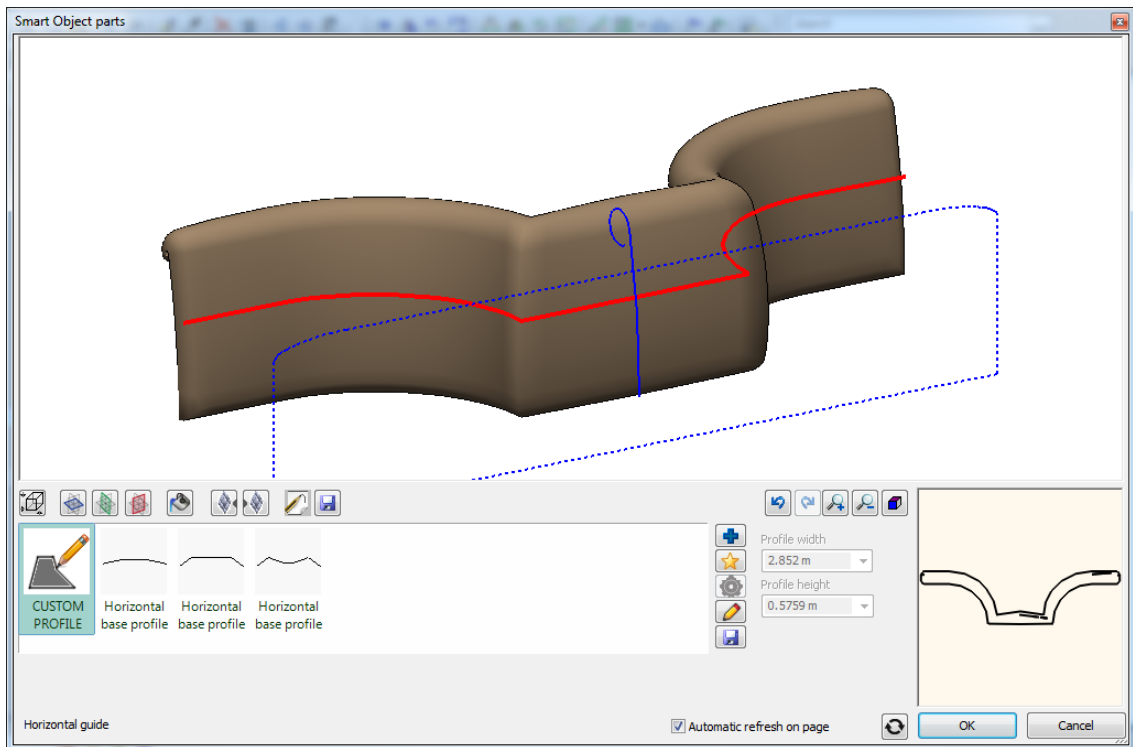 Smart Object parts
Search
Profile width
2.852 m
Profile height
0.5759 m
CUSTOM PROFILE
Horizontal base profile
Horizontal base profile
Horizontal base profile
Horizontal guide
Automatic refresh on page
OK
Cancel